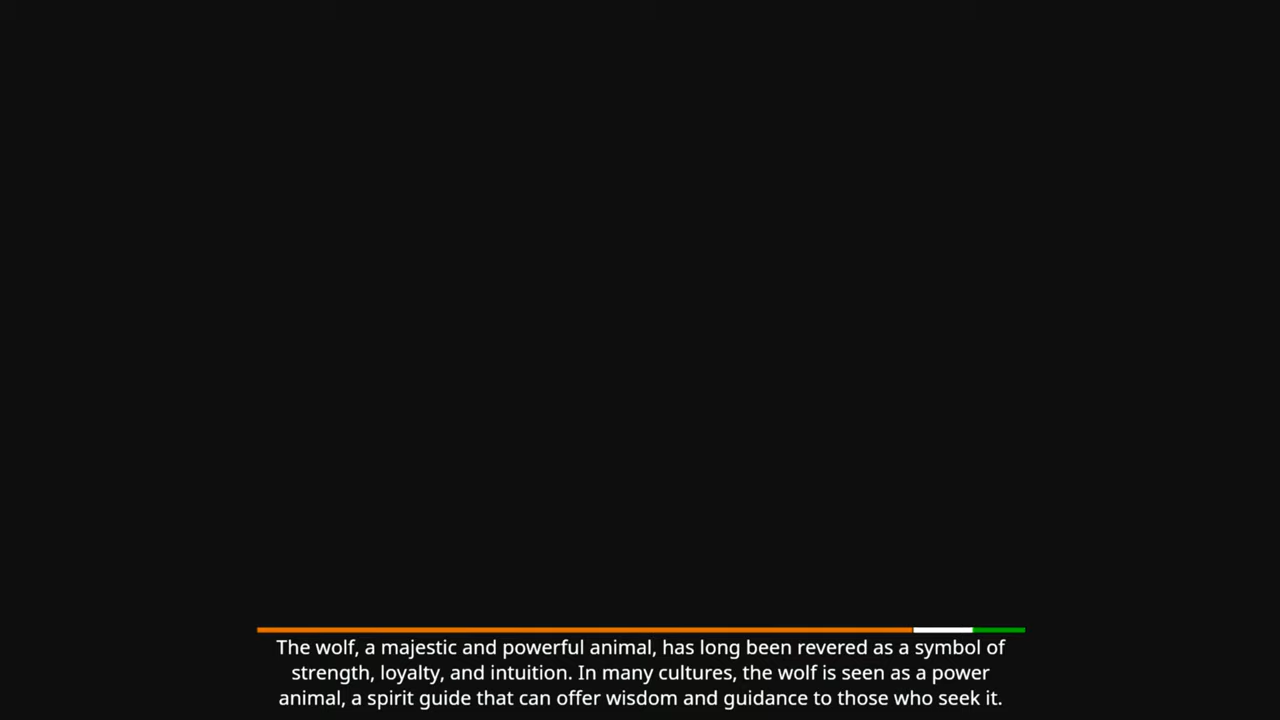 The wolf, a majestic and powerful animal, has long been revered as a symbol of
strength, loyalty, and intuition. In many cultures, the wolf is seen as a power
animal, a spirit guide that can offer wisdom and guidance to those who seek it.